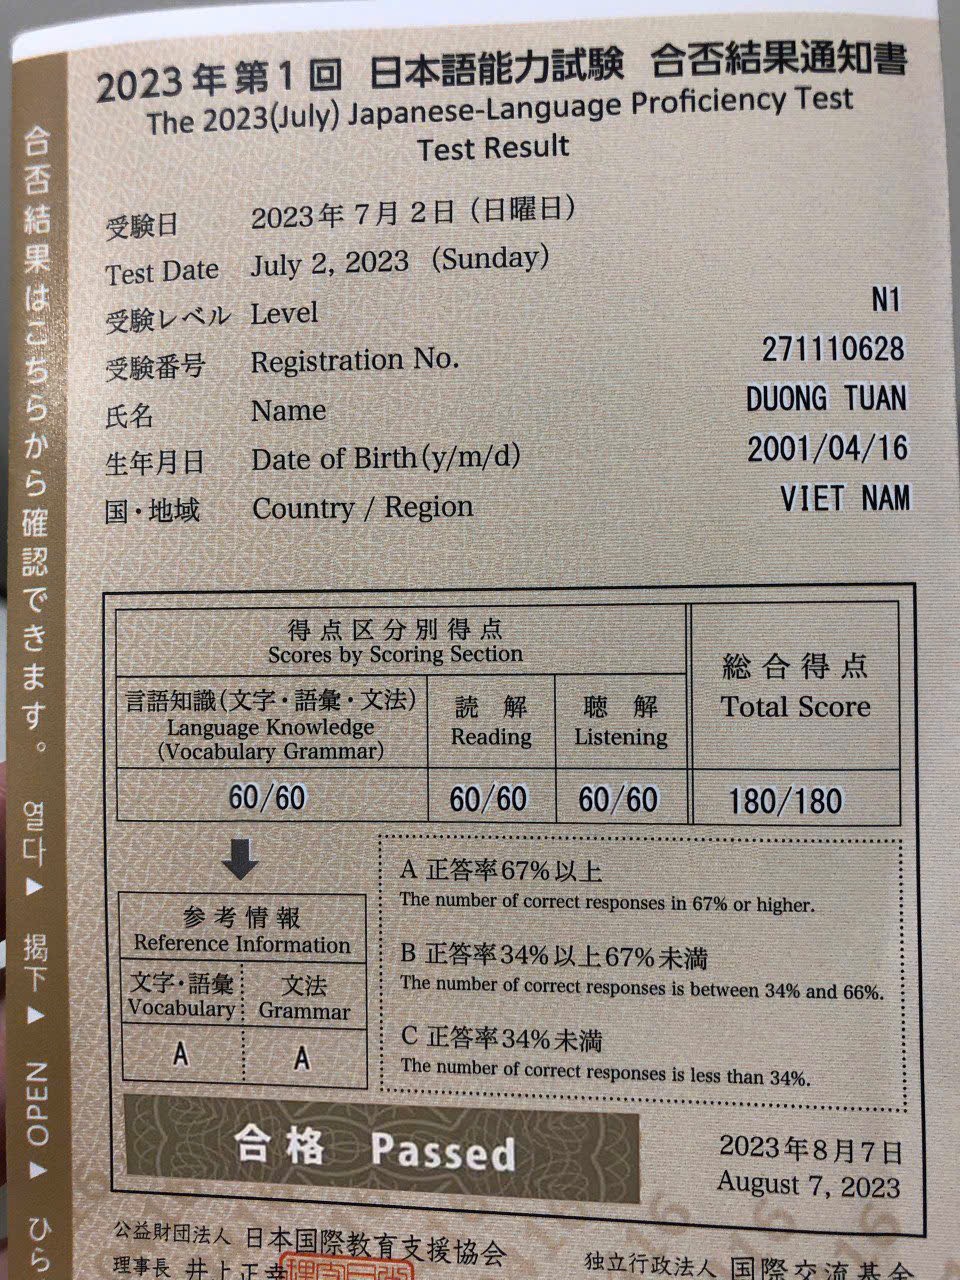 2023年第1回 日本語能力試験 合否結果通知書
The 2023(July) Japanese-Language Proficiency Test
Test Result
受験日 2023年 7月 2日（日曜日）
Test Date July 2, 2023 (Sunday)
受験レベル Level N1
受験番号 Registration No. 271110628
氏名 Name DUONG TUAN
生年月日 Date of Birth(y/m/d) 2001/04/16
国・地域 Country / Region VIET NAM
得点区分別得点
Scores by Scoring Section
総合得点
Total Score
言語知識(文字・語彙・文法)
Language Knowledge
(Vocabulary Grammar)
読解
Reading
聴解
Listening
60/60 60/60 60/60 180/180
参考情報
Reference Information
文字・語彙
Vocabulary
文法
Grammar
A A
A 正答率67%以上
The number of correct responses in 67% or higher.
B 正答率34%以上67%未満
The number of correct responses is between 34% and 66%.
C 正答率34%未満
The number of correct responses is less than 34%.
合格 Passed
2023年8月7日
August 7, 2023
公益財団法人 日本国際教育支援協会
理事長 井上正幸
独立行政法人 国際交流基金
合否結果はこちらから確認できます。 열다 ▶ 揭下 ▶ OPEN ▶ ひら